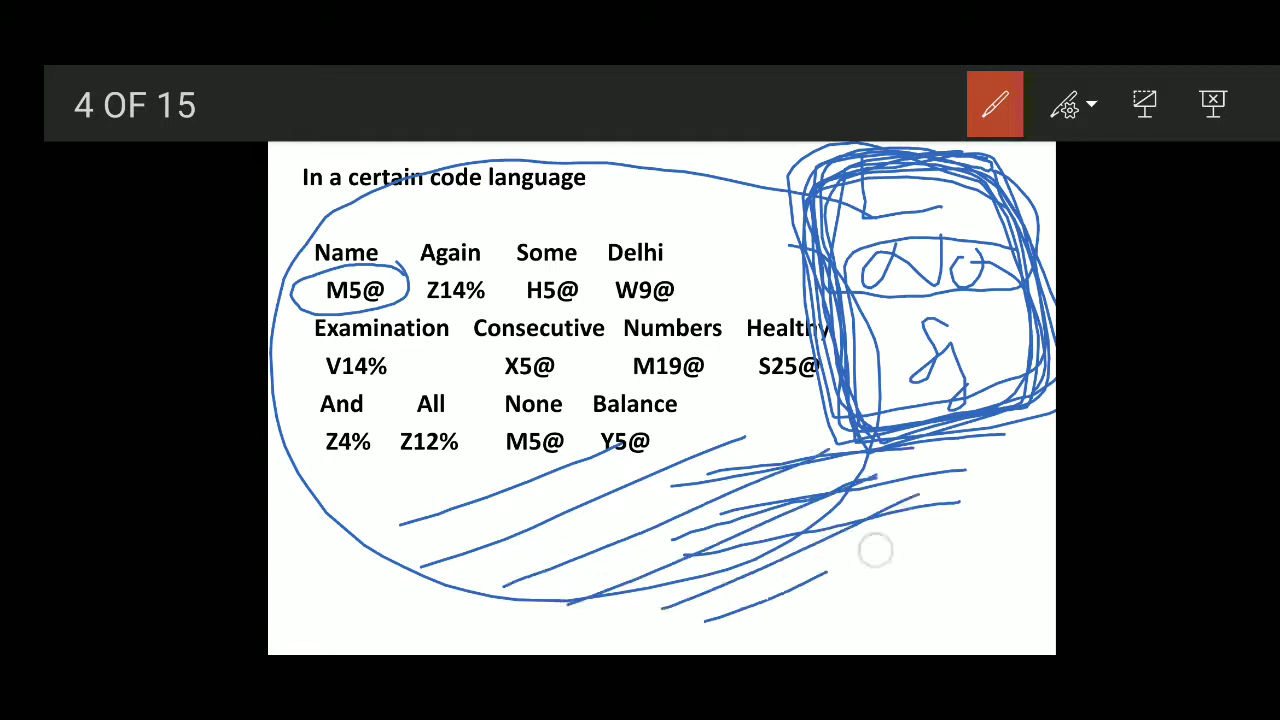 4 OF 15
In a certain code language
Name Again Some Delhi
M5@ Z14% H5@ W9@
Examination Consecutive Numbers Healthy
V14% X5@ M19@ S25@
And All None Balance
Z4% Z12% M5@ Y5@
No